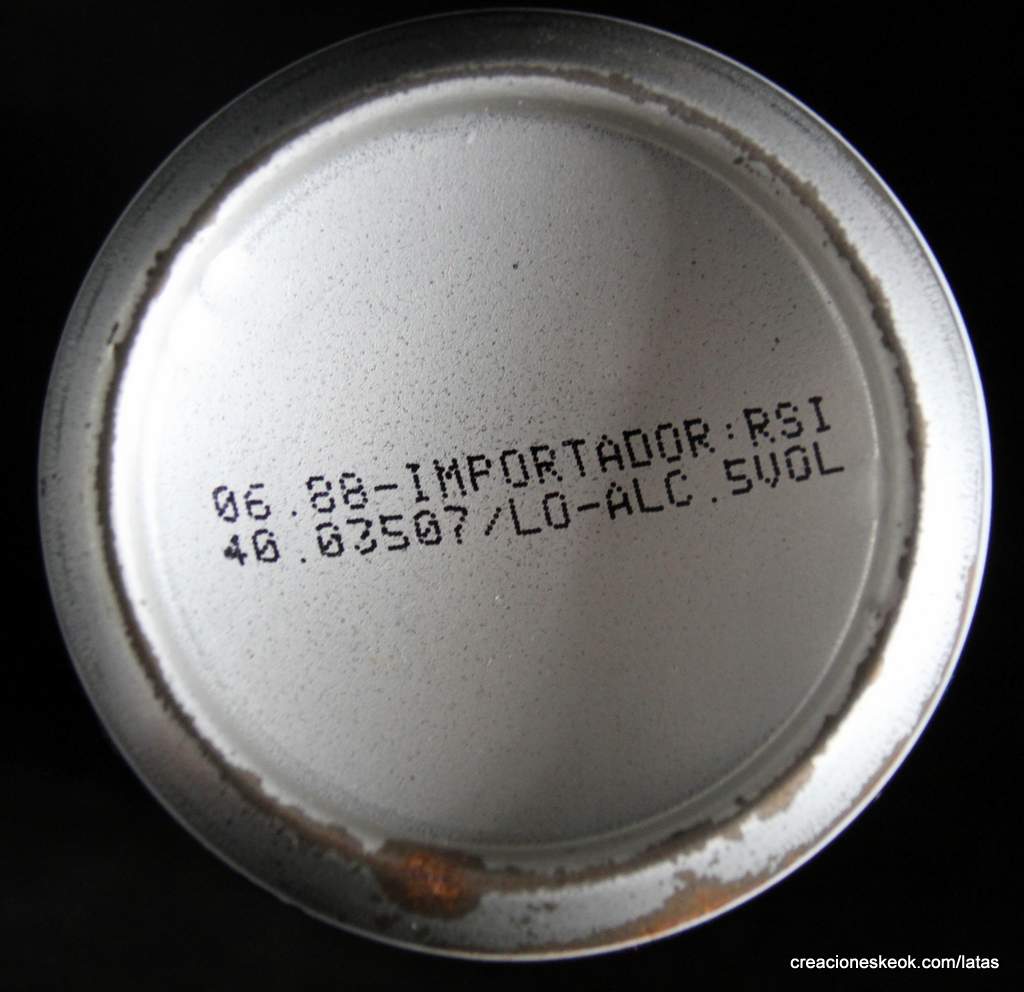 06.88-IMPORTADOR:RSI
40.03507/LO-ALC.5VOL
creacioneskeok.com/latas